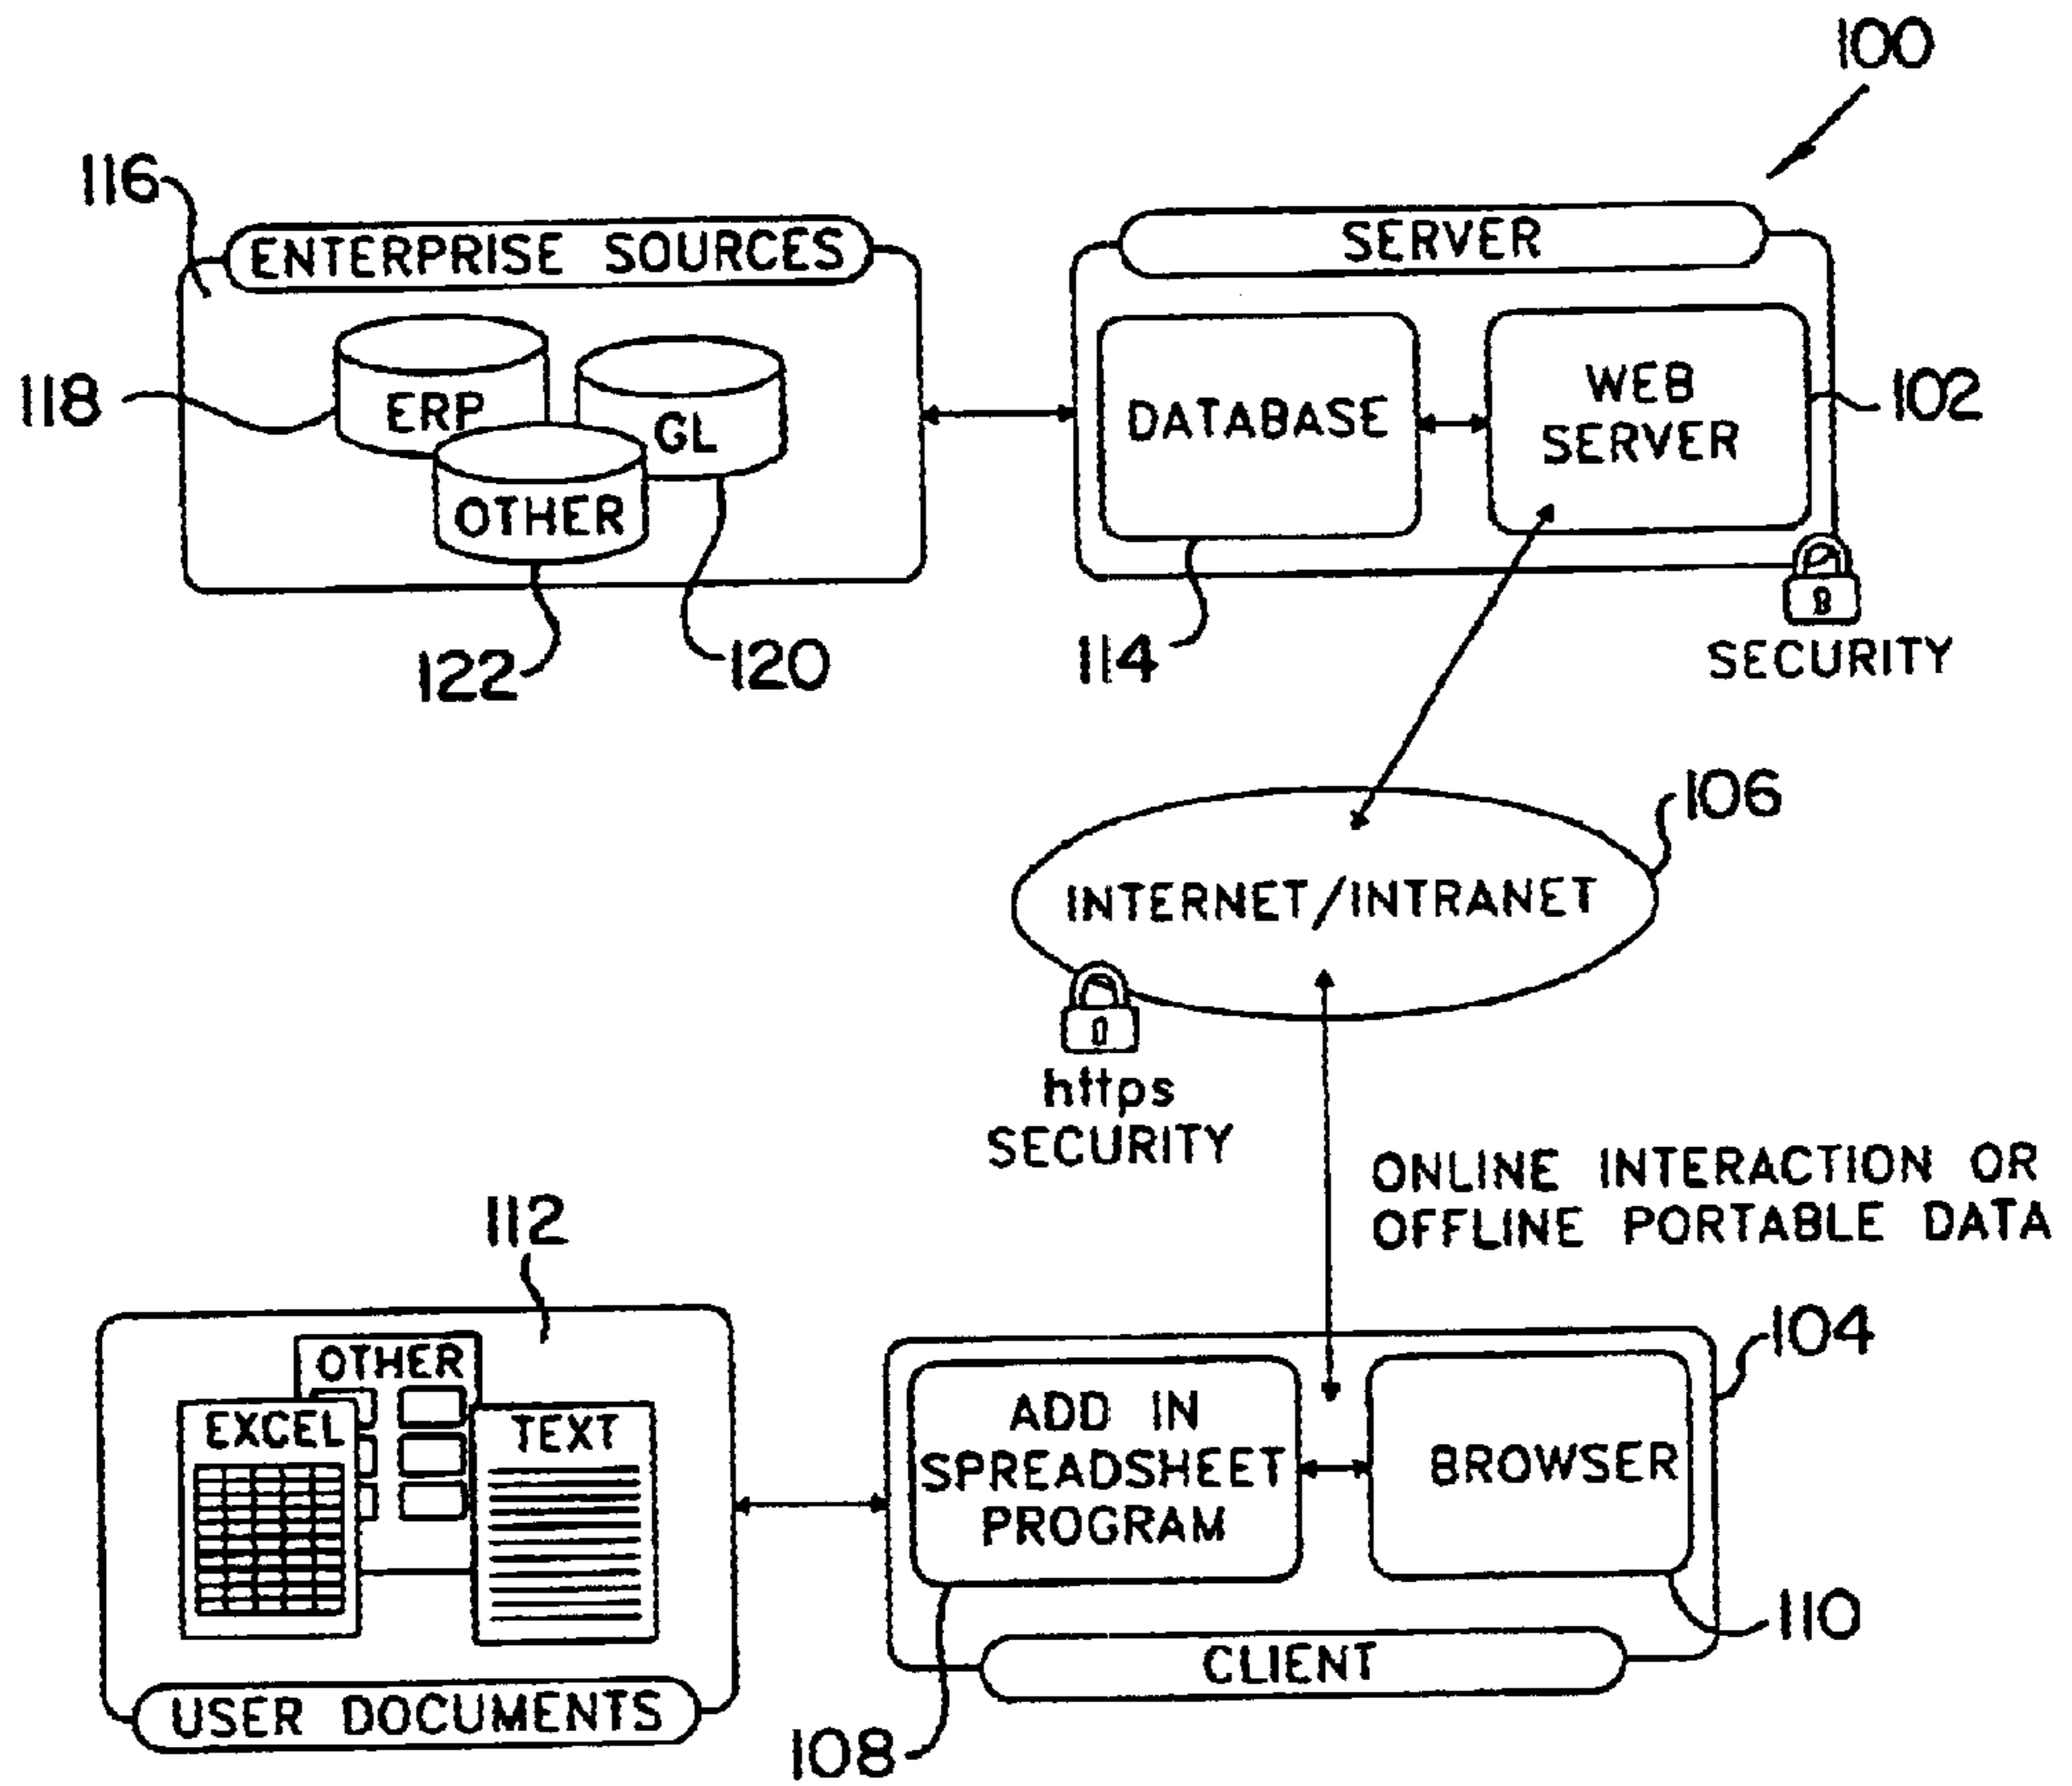 100
116
ENTERPRISE SOURCES
SERVER
118
ERP
GL
OTHER
DATABASE
WEB
SERVER
102
122
120
114
SECURITY
106
INTERNET/INTRANET
https
SECURITY
ONLINE INTERACTION OR
OFFLINE PORTABLE DATA
112
104
OTHER
EXCEL
TEXT
ADD IN
SPREADSHEET
PROGRAM
BROWSER
110
CLIENT
USER DOCUMENTS
108